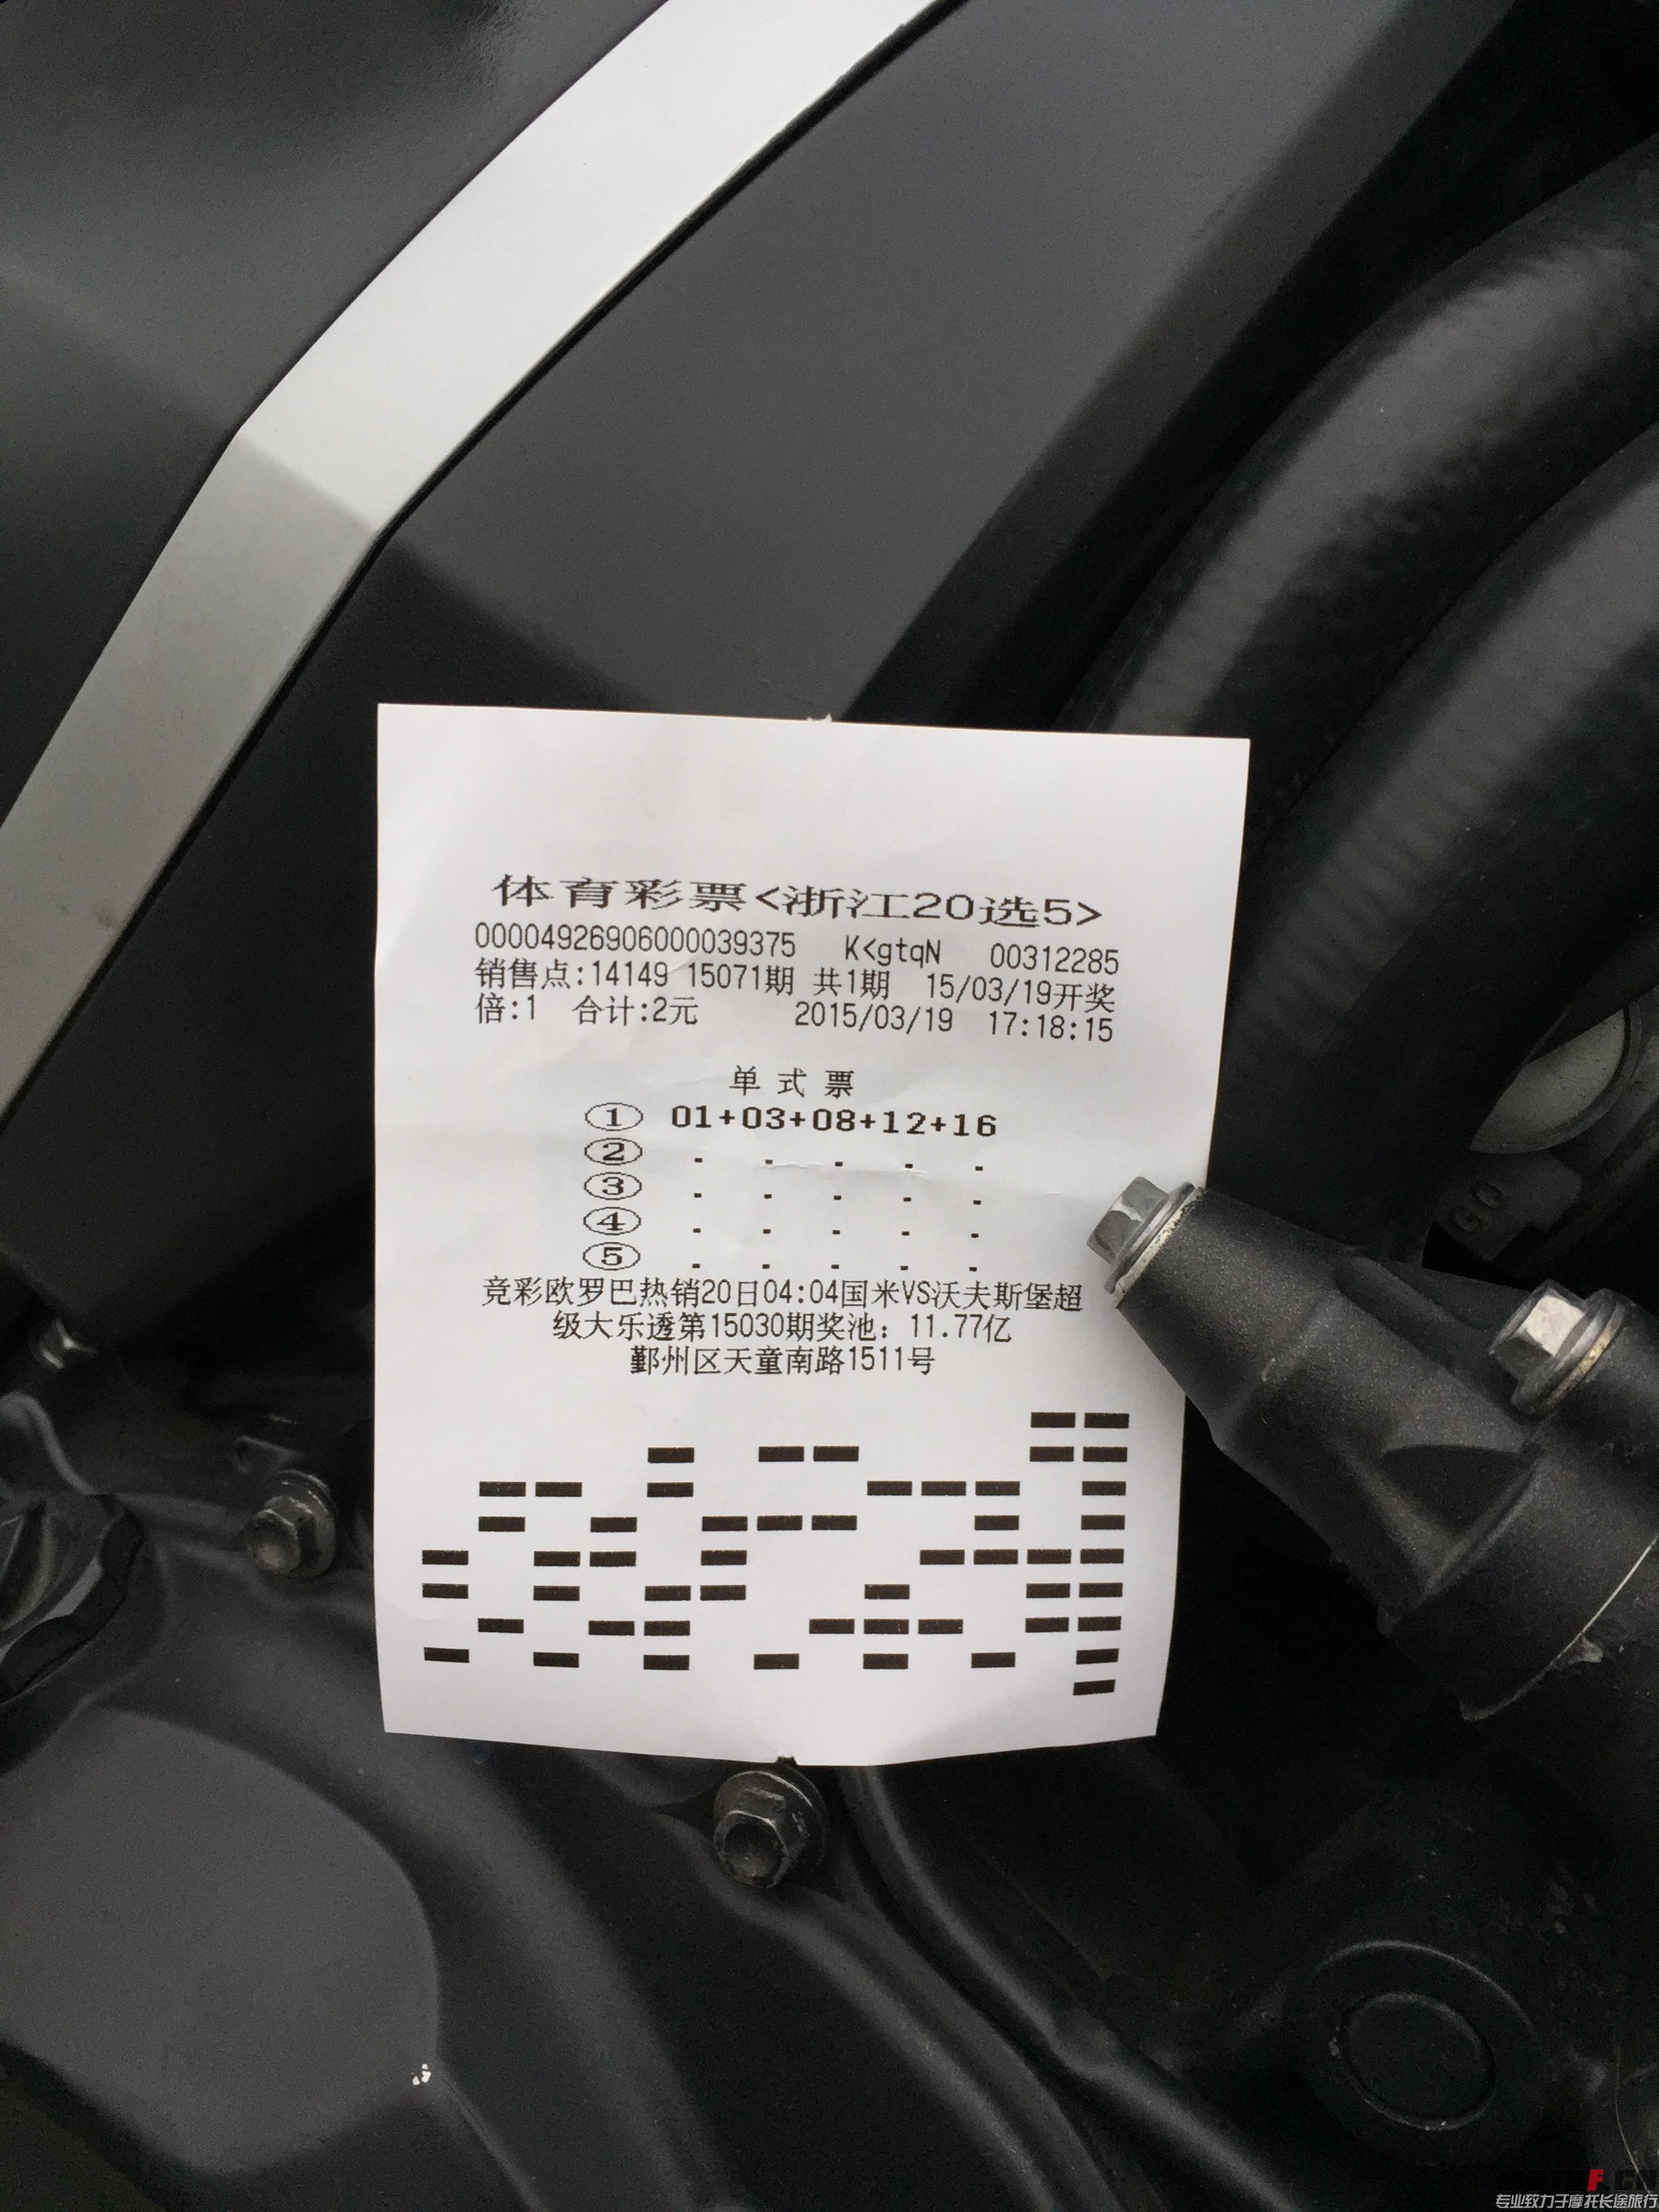 体育彩票<浙江20选5>
00004926906000039375 K<gtqN 00312285
销售点:14149 15071期 共1期 15/03/19开奖
倍:1 合计:2元 2015/03/19 17:18:15
单式票
① 01+03+08+12+16
② - - - - -
③ - - - - -
④ - - - - -
⑤ - - - - -
竞彩欧罗巴热销20日04:04国米VS沃夫斯堡超
级大乐透第15030期奖池：11.77亿
鄞州区天童南路1511号
GO
专业致力于摩托长途旅行